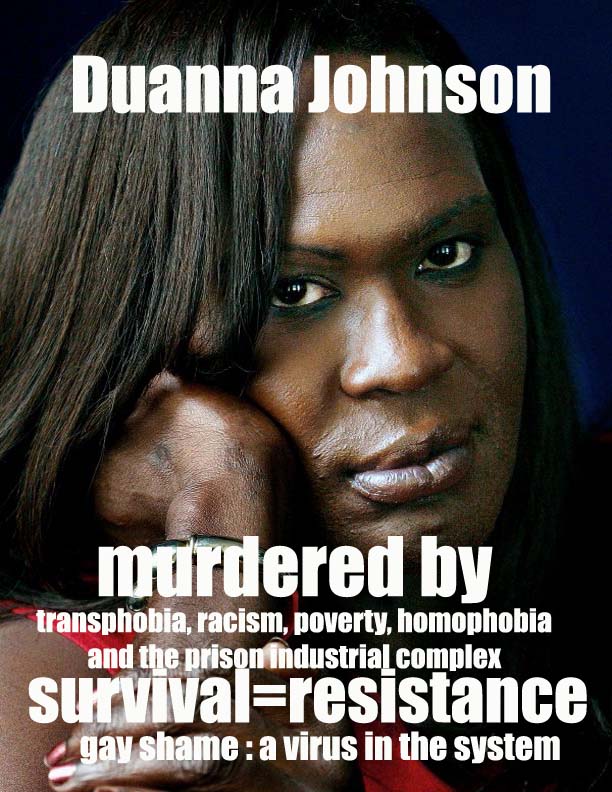 Duanna Johnson
murdered by
transphobia, racism, poverty, homophobia
and the prison industrial complex
survival=resistance
gay shame : a virus in the system